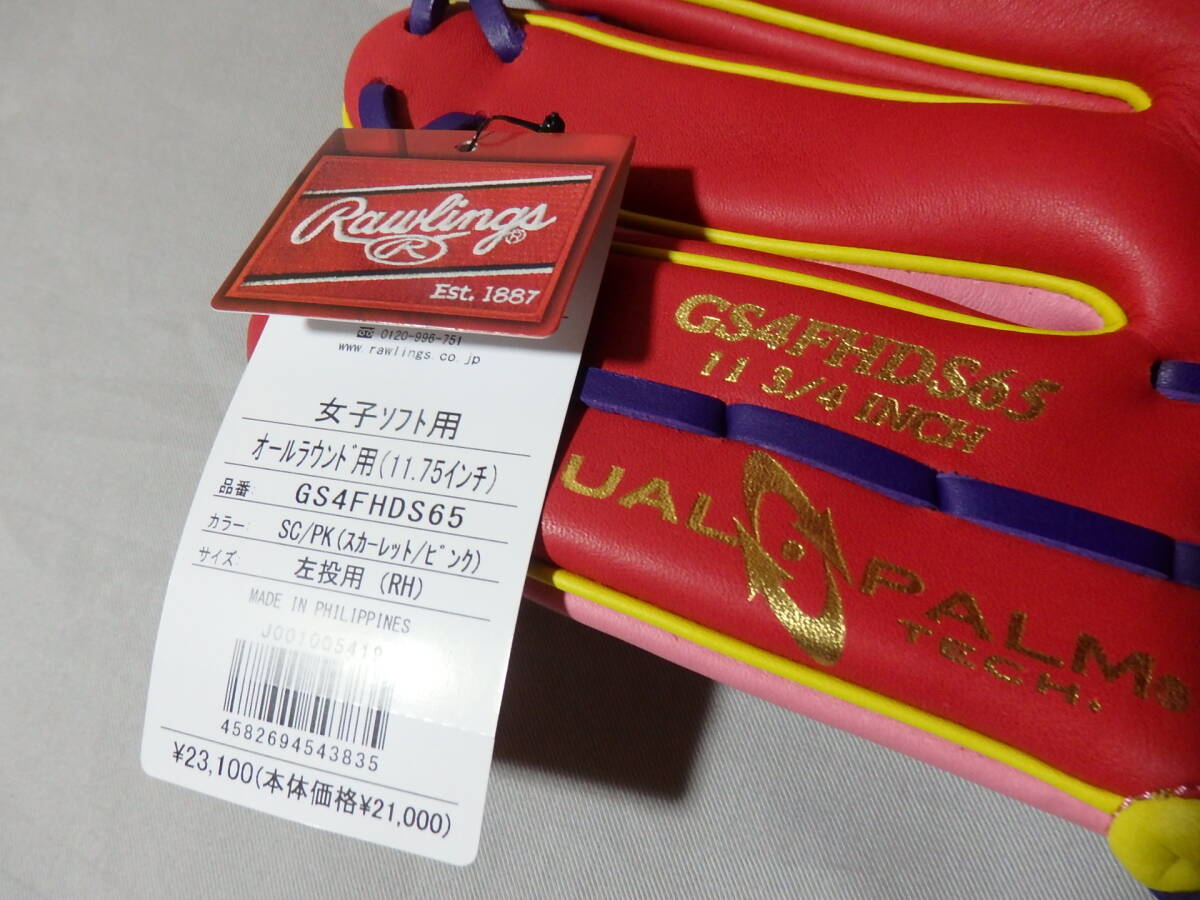 Rawlings®
R
Est. 1887
0120-996-751
www rawlings co jp
女子ソフト用
オールラウンド用(11.75インチ)
品番: GS4FHDS65
カラー: SC/PK(スカーレット/ピンク)
サイズ: 左投用 (RH)
MADE IN PHILIPPINES
J001005418
4582694543835
¥23,100(本体価格¥21,000)
GS4FHDS65
11 3/4 INCH
UAL PALM®
TECH.